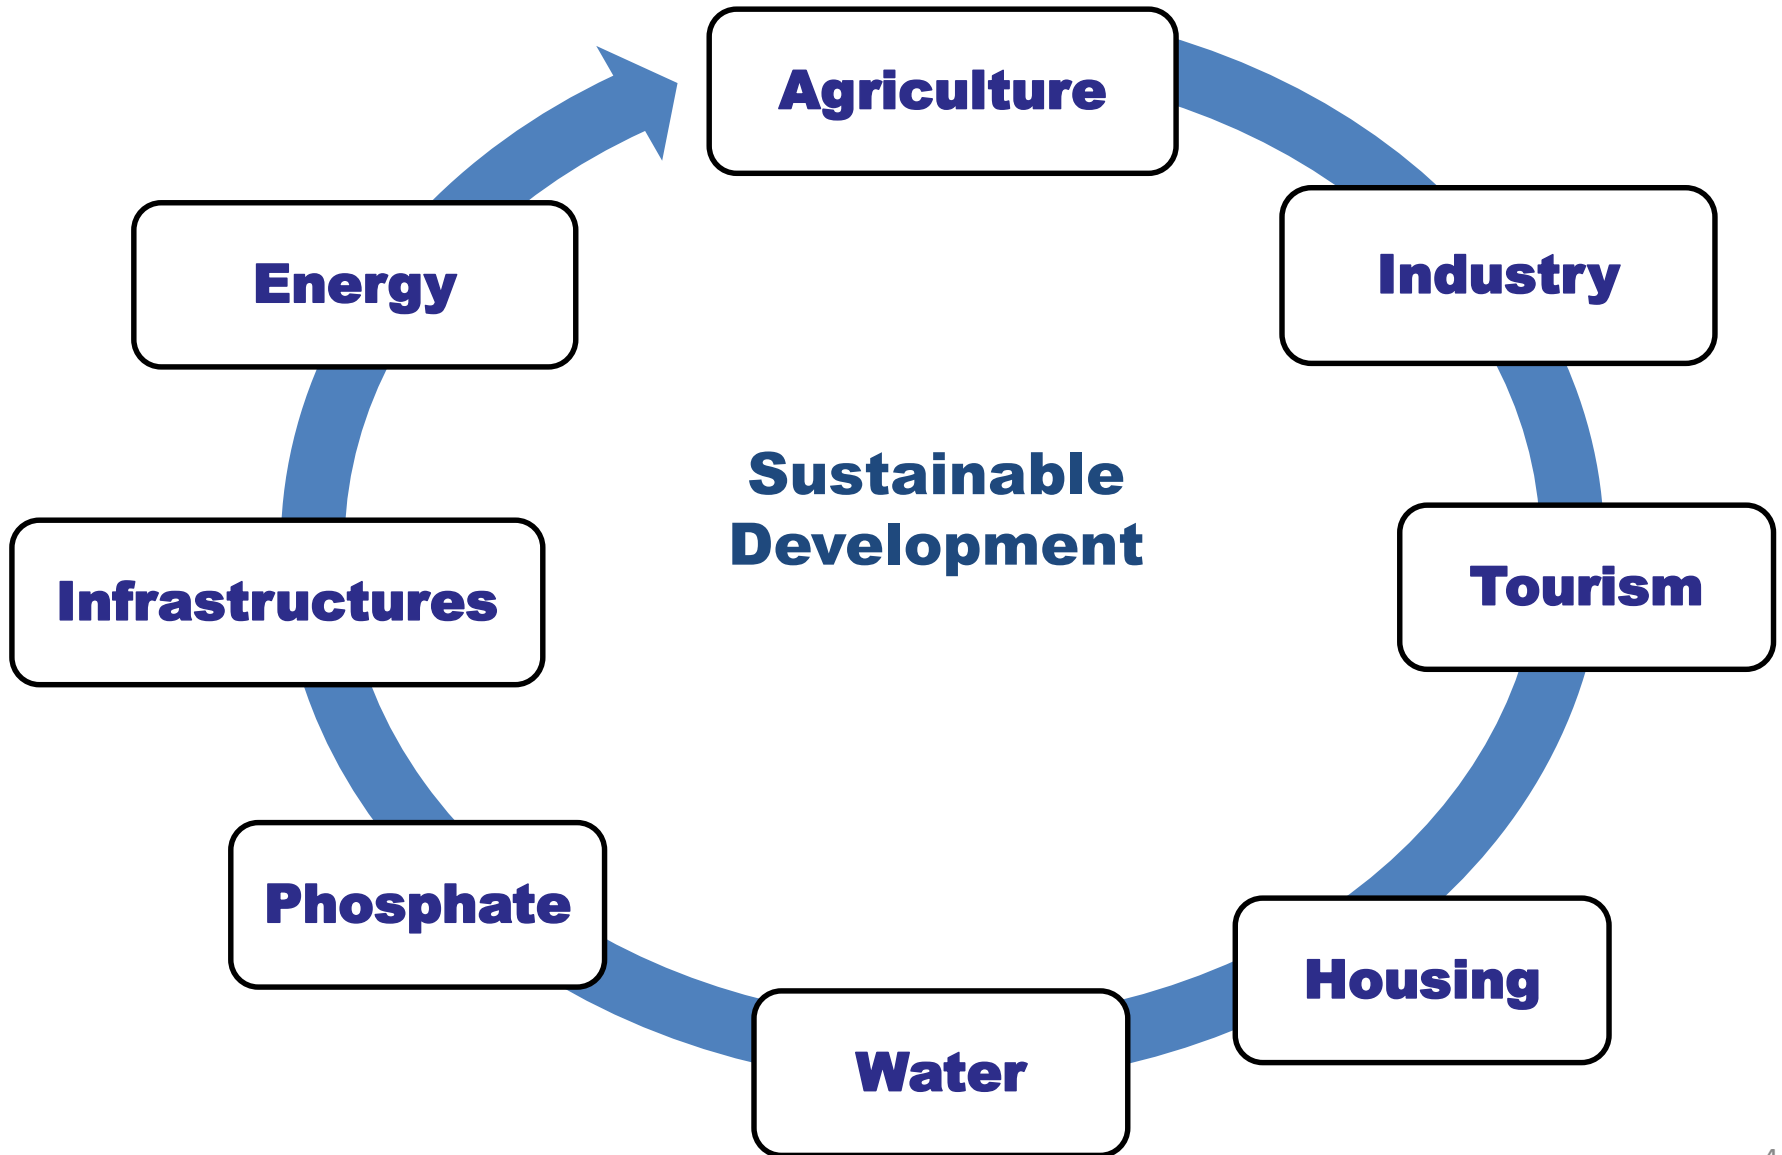 Agriculture
Industry
Tourism
Housing
Water
Phosphate
Infrastructures
Energy
Sustainable
Development